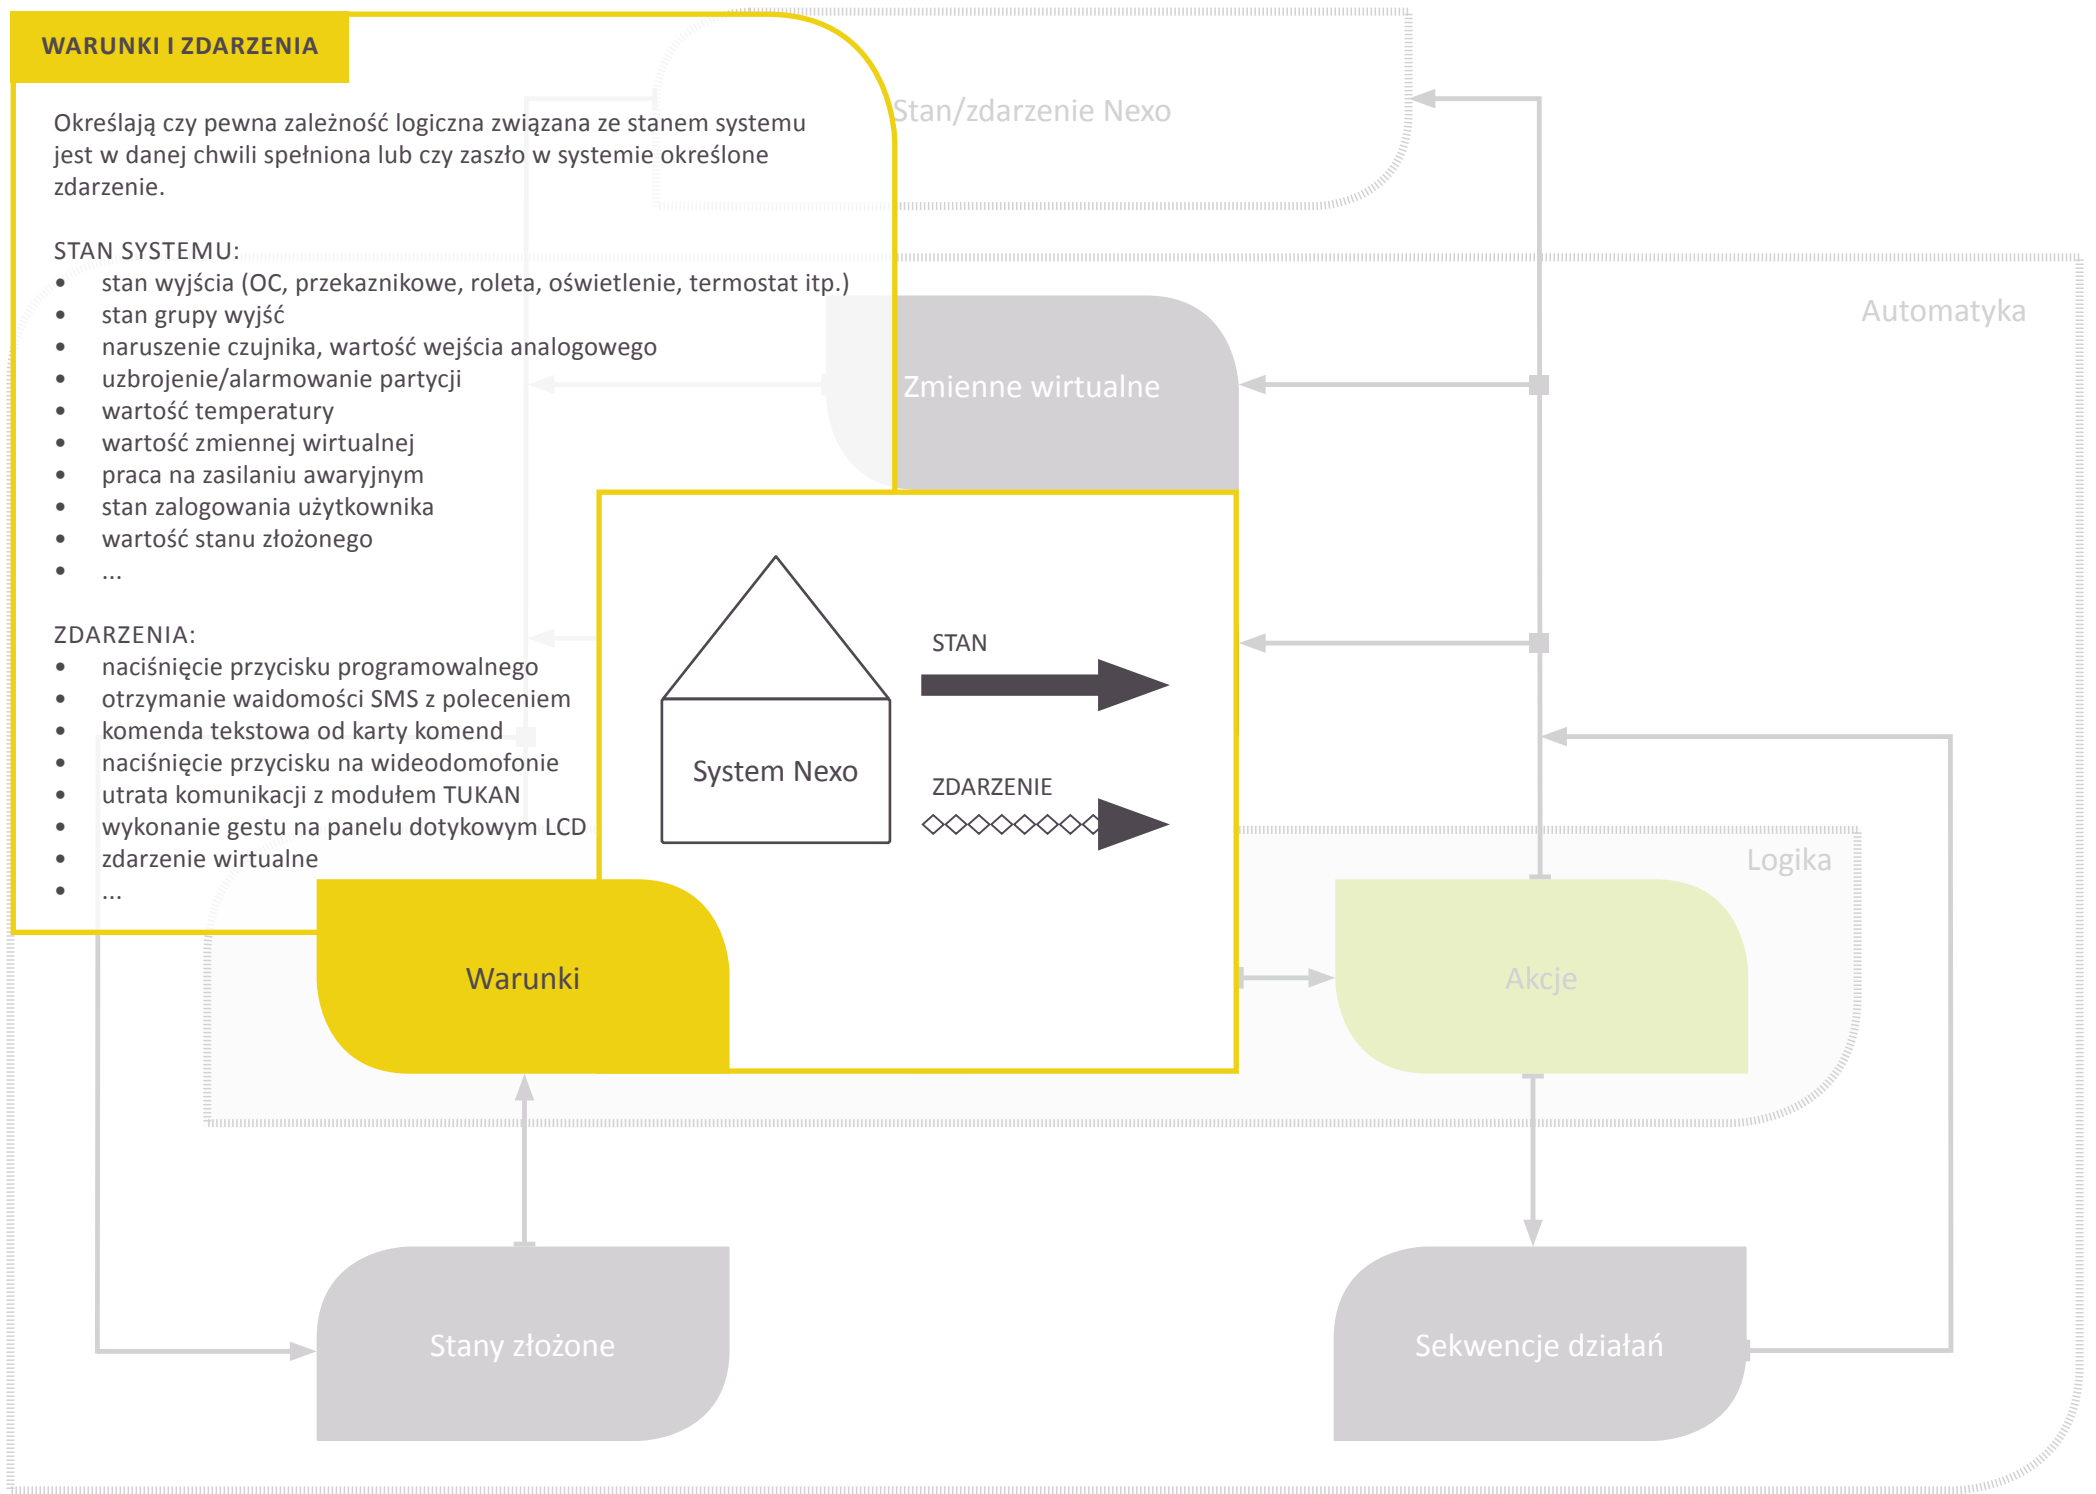 WARUNKI I ZDARZENIA
Określają czy pewna zależność logiczna związana ze stanem systemu
jest w danej chwili spełniona lub czy zaszło w systemie określone
zdarzenie.
STAN SYSTEMU:
• stan wyjścia (OC, przekaznikowe, roleta, oświetlenie, termostat itp.)
• stan grupy wyjść
• naruszenie czujnika, wartość wejścia analogowego
• uzbrojenie/alarmowanie partycji
• wartość temperatury
• wartość zmiennej wirtualnej
• praca na zasilaniu awaryjnym
• stan zalogowania użytkownika
• wartość stanu złożonego
• ...
ZDARZENIA:
• naciśnięcie przycisku programowalnego
• otrzymanie waidomości SMS z poleceniem
• komenda tekstowa od karty komend
• naciśnięcie przycisku na wideodomofonie
• utrata komunikacji z modułem TUKAN
• wykonanie gestu na panelu dotykowym LCD
• zdarzenie wirtualne
• ...
Stan/zdarzenie Nexo
Automatyka
Zmienne wirtualne
STAN
System Nexo
ZDARZENIE
Logika
Warunki
Akcje
Stany złożone
Sekwencje działań